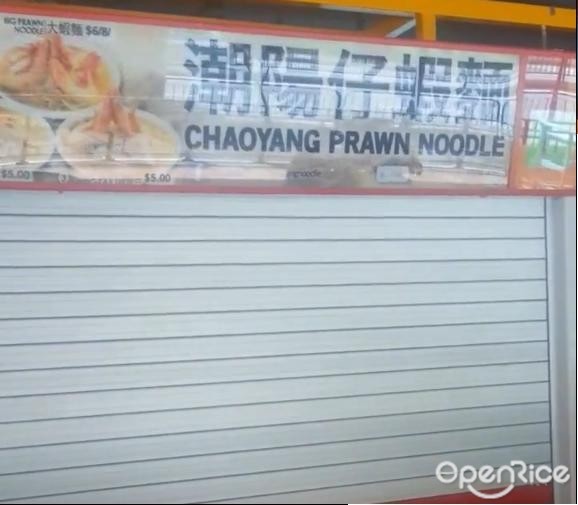 BIG PRAWN 大蝦麵 $6/8/
NOODLE
潮陽仔蝦麵
CHAOYANG PRAWN NOODLE
$5.00
(3)
$5.00
OpenRice